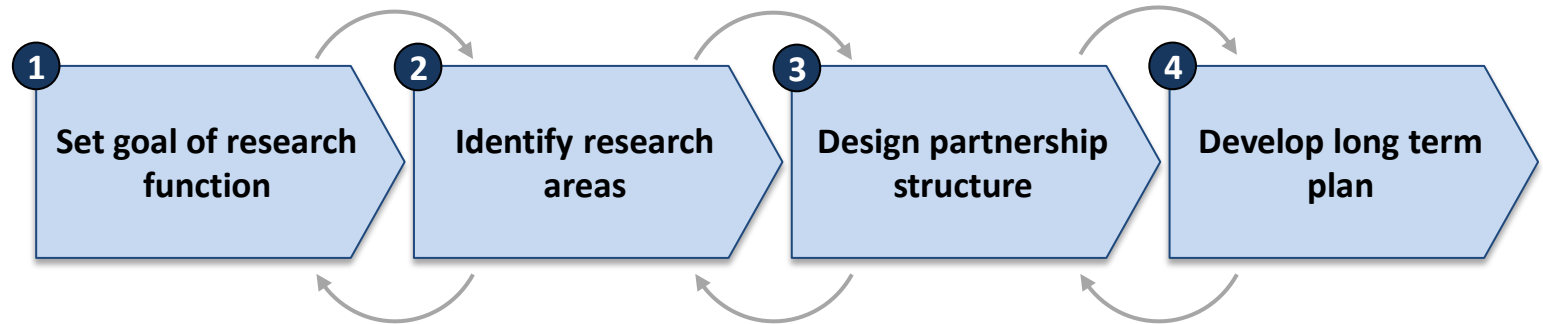 1
Set goal of research
function
2
Identify research
areas
3
Design partnership
structure
4
Develop long term
plan